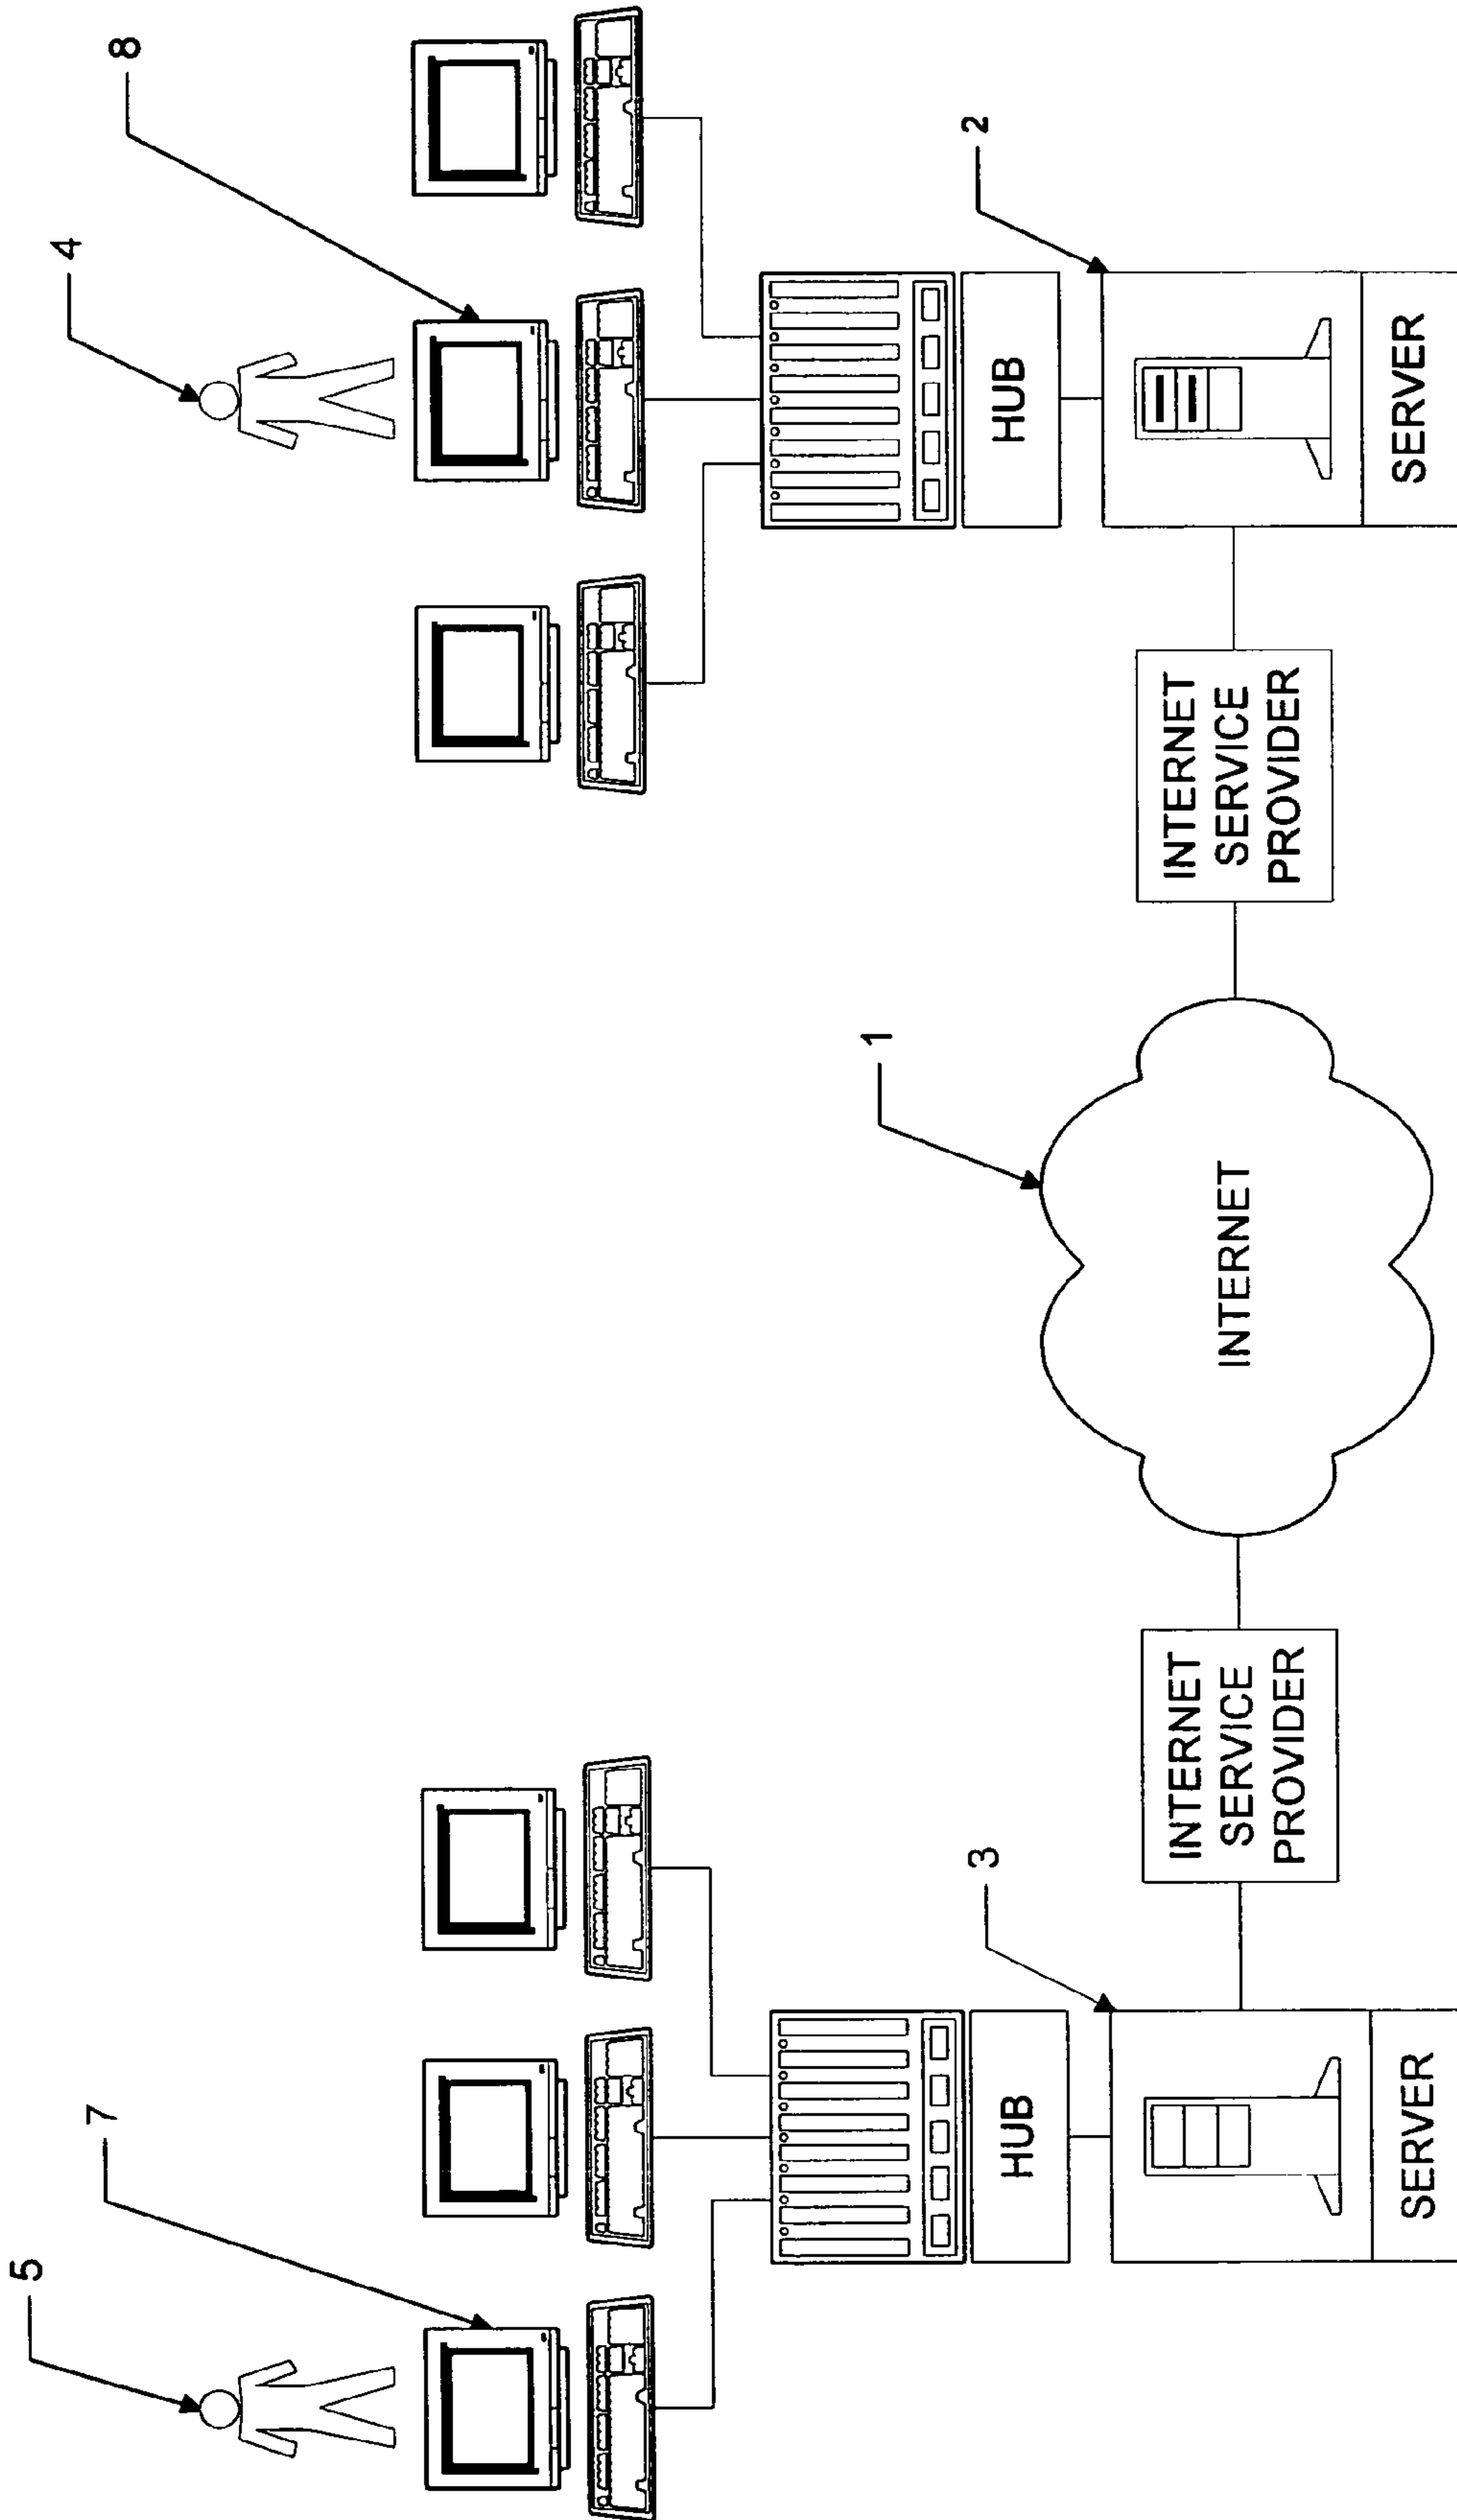 5
7
4
8
3
1
2
HUB
HUB
INTERNET
SERVICE
PROVIDER
INTERNET
INTERNET
SERVICE
PROVIDER
SERVER
SERVER